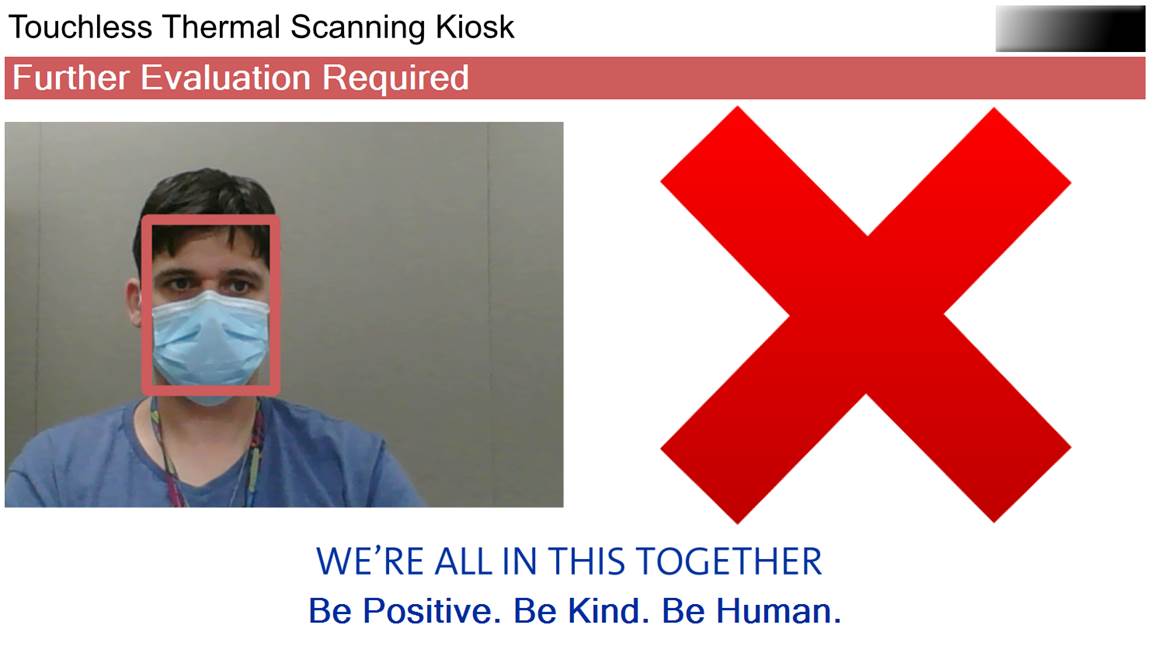 Touchless Thermal Scanning Kiosk
Further Evaluation Required
WE’RE ALL IN THIS TOGETHER
Be Positive. Be Kind. Be Human.